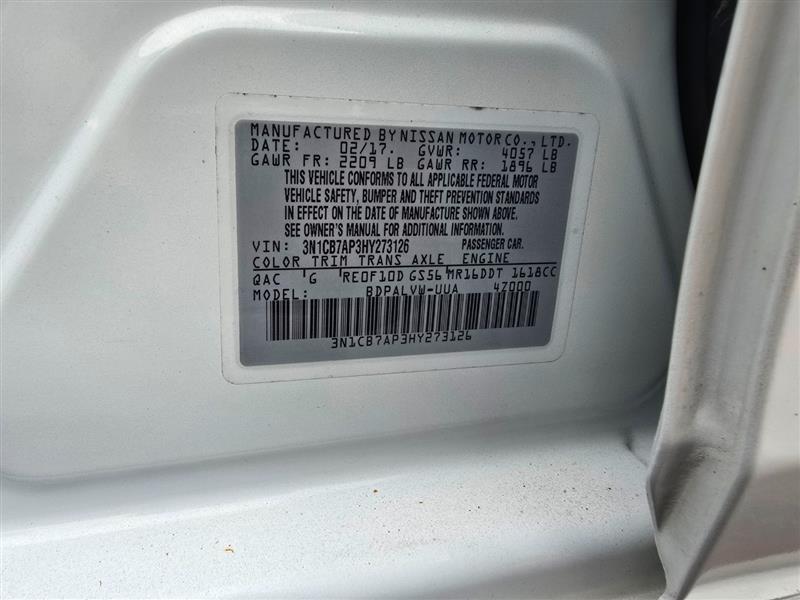 MANUFACTURED BY NISSAN MOTOR CO., LTD.
DATE: 02/17. GVWR: 4057 LB
GAWR FR: 2209 LB GAWR RR: 1896 LB
THIS VEHICLE CONFORMS TO ALL APPLICABLE FEDERAL MOTOR
VEHICLE SAFETY, BUMPER AND THEFT PREVENTION STANDARDS
IN EFFECT ON THE DATE OF MANUFACTURE SHOWN ABOVE.
SEE OWNER'S MANUAL FOR ADDITIONAL INFORMATION.
VIN: 3N1CB7AP3HY273126 PASSENGER CAR.
COLOR TRIM TRANS AXLE ENGINE
QAC 'G RE0F10D GS56 MR16DDT 1618CC
MODEL: BDPALVW-UUA 4Z000
3N1CB7AP3HY273126